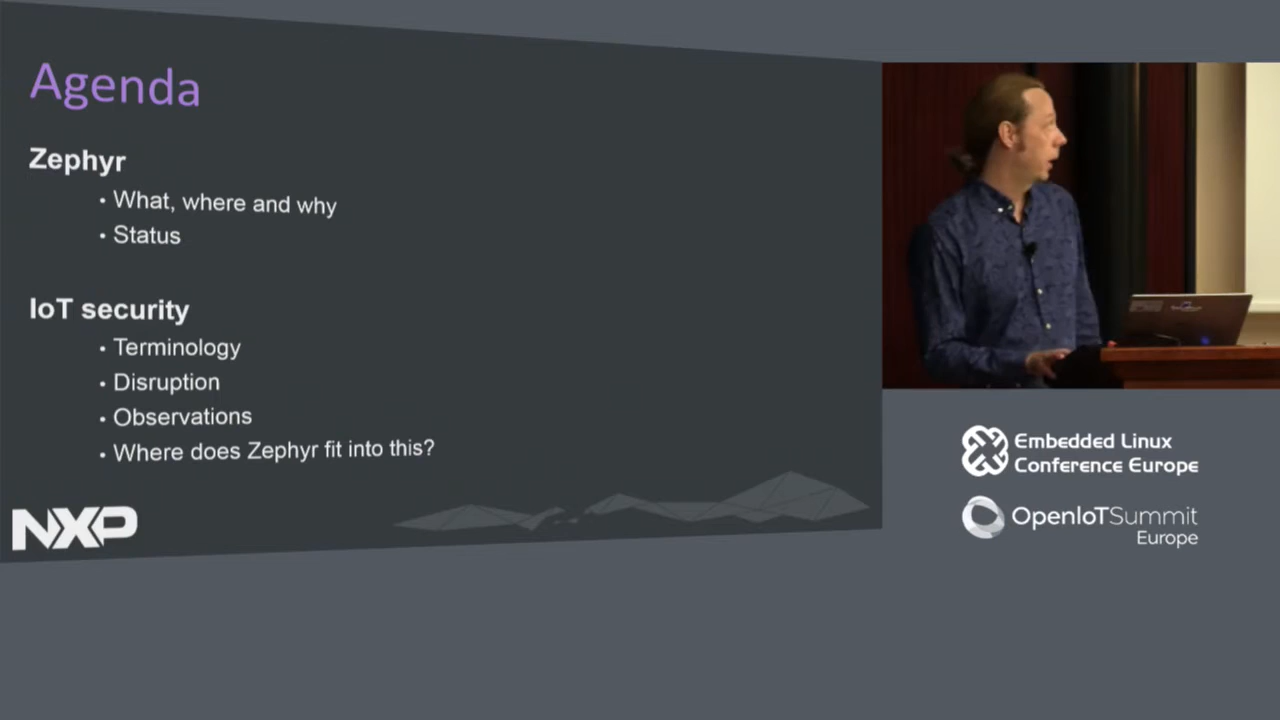 Agenda
Zephyr
• What, where and why
• Status
IoT security
• Terminology
• Disruption
• Observations
• Where does Zephyr fit into this?
NXP
Embedded Linux
Conference Europe
OpenIoTSummit
Europe